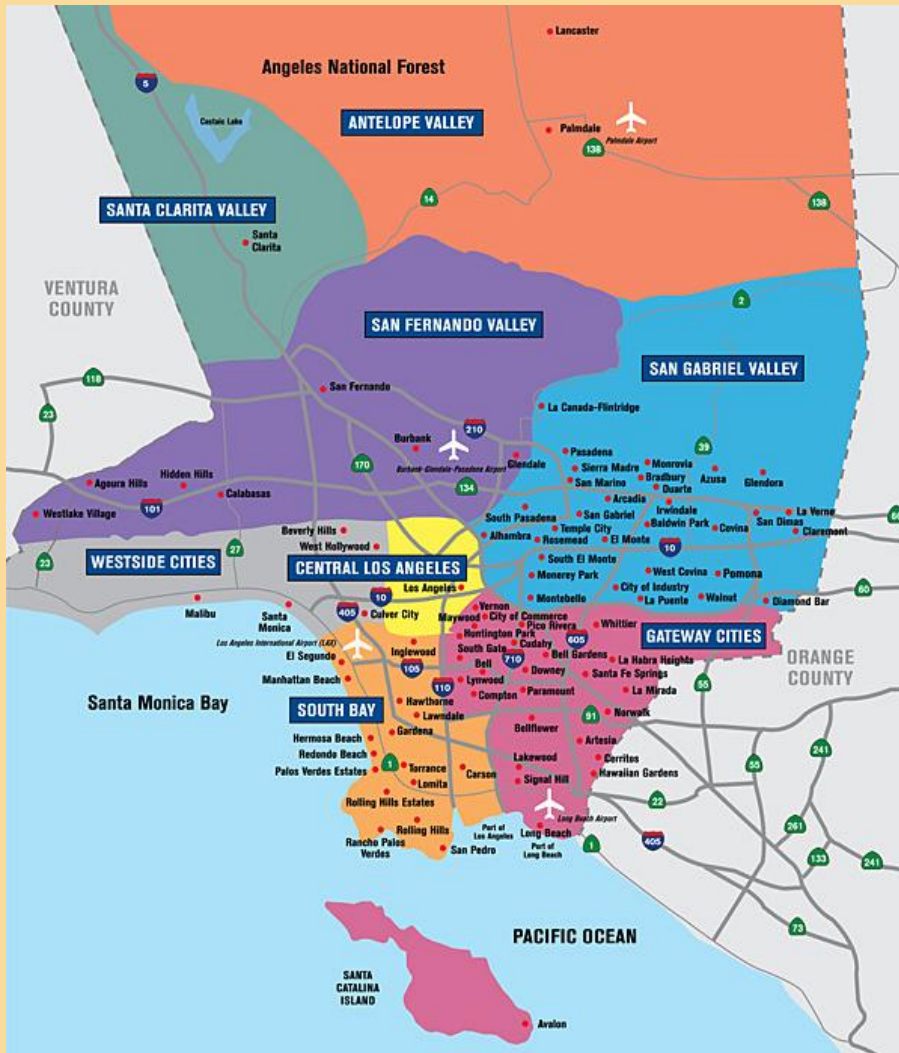 Lancaster
Angeles National Forest
5
Castaic Lake
ANTELOPE VALLEY
Palmdale
Palmdale Airport
138
14
138
SANTA CLARITA VALLEY
Santa
Clarita
VENTURA
COUNTY
2
SAN FERNANDO VALLEY
SAN GABRIEL VALLEY
118
San Fernando
23
La Canada-Flintridge
210
Burbank
39
170
Burbank-Glendale-Pasadena Airport
Glendale
Pasadena
Monrovia
Sierra Madre
Bradbury
Azusa
Glendora
Hidden Hills
Agoura Hills
Calabasas
134
San Marino
Duarte
Arcadia
Irwindale
101
Westlake Village
South Pasadena
San Gabriel
San Dimas
La Verne
66
Beverly Hills
Temple City
Baldwin Park
Covina
Claremont
Alhambra
Rosemead
El Monte
West Hollywood
10
27
23
WESTSIDE CITIES
CENTRAL LOS ANGELES
South El Monte
Monerey Park
West Covina
Pomona
Los Angeles
City of Industry
60
10
Malibu
Santa
Monica
405
Culver City
Montebello
La Puente
Walnut
Diamond Bar
Vernon
Maywood
City of Commerce
Pico Rivera
Whittier
605
Los Angeles International Airport (LAX)
Inglewood
Huntington Park
Cudahy
GATEWAY CITIES
South Gate
710
Bell Gardens
El Segundo
105
Bell
Downey
La Habra Heights
ORANGE
COUNTY
Manhattan Beach
Lynwood
Santa Fe Springs
55
110
Compton
Paramount
La Mirada
Santa Monica Bay
SOUTH BAY
Hawthorne
Lawndale
91
Norwalk
Gardena
Bellflower
Hermosa Beach
Artesia
241
Redondo Beach
Cerritos
55
Palos Verdes Estates
1
Torrance
Carson
Lakewood
Hawaiian Gardens
Lomita
Signal Hill
Rolling Hills Estates
22
Long Beach Airport
Rolling Hills
Port of
Los Angeles
Long Beach
261
Rancho Palos
Verdes
San Pedro
Port of
Long Beach
1
405
133
241
73
PACIFIC OCEAN
SANTA
CATALINA
ISLAND
Avalon